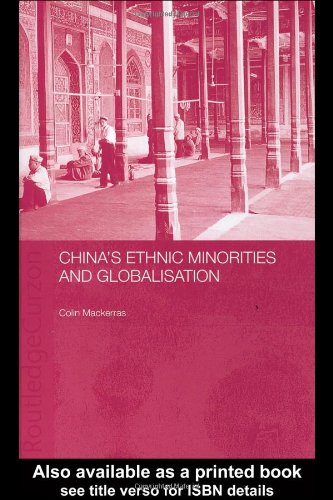 CHINA'S ETHNIC MINORITIES
AND GLOBALISATION
Colin Mackerras
RoutledgeCurzon
Also available as a printed book
see title verso for ISBN details